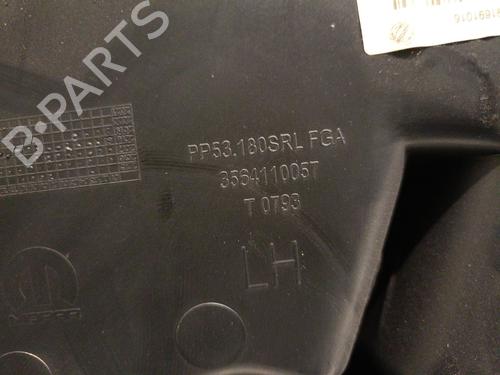 B-PARTS
PP53.180SRL FGA
3564110057
T 0793
LH